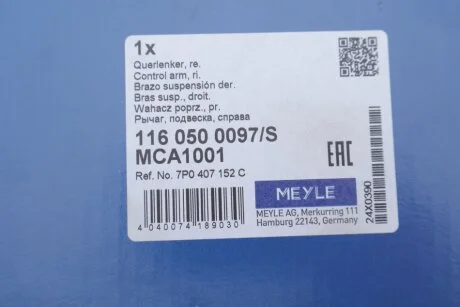 1x
Querlenker, re.
Control arm, ri.
Brazo suspensión der.
Bras susp., droit.
Wahacz poprz., pr.
Рычаг, подвеска, справа
116 050 0097/S
MCA1001
Ref. No. 7P0 407 152 C
EAC
MEYLE
MEYLE AG, Merkurring 111
Hamburg 22143, Germany
4 040074 189030
24X0390